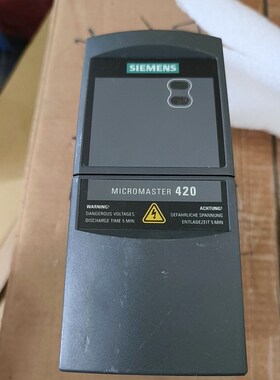 SIEMENS
MICROMASTER 420
WARNING!
DANGEROUS VOLTAGES
DISCHARGE TIME 5 MIN
ACHTUNG!
GEFÄHRLICHE SPANNUNG
ENTLADEZEIT 5 MIN